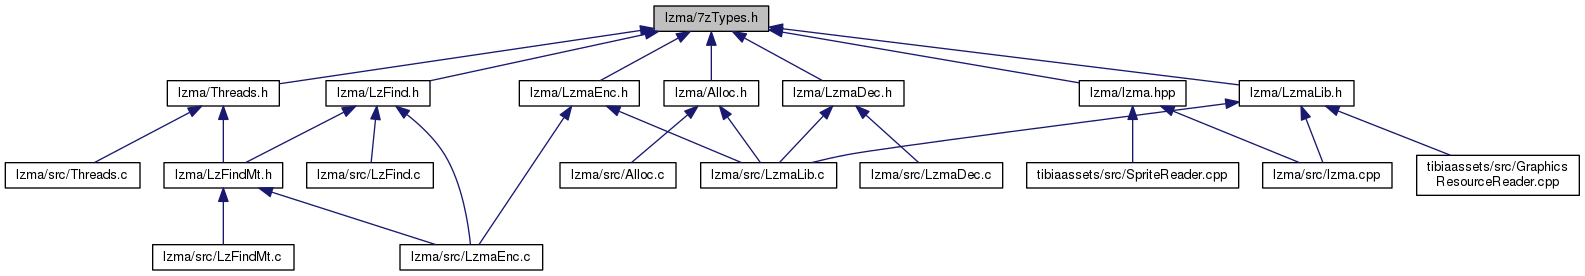 lzma/7zTypes.h
lzma/Threads.h
lzma/LzFind.h
lzma/LzmaEnc.h
lzma/Alloc.h
lzma/LzmaDec.h
lzma/lzma.hpp
lzma/LzmaLib.h
lzma/src/Threads.c
lzma/LzFindMt.h
lzma/src/LzFind.c
lzma/src/Alloc.c
lzma/src/LzmaLib.c
lzma/src/LzmaDec.c
tibiaassets/src/SpriteReader.cpp
lzma/src/lzma.cpp
tibiaassets/src/Graphics
ResourceReader.cpp
lzma/src/LzFindMt.c
lzma/src/LzmaEnc.c